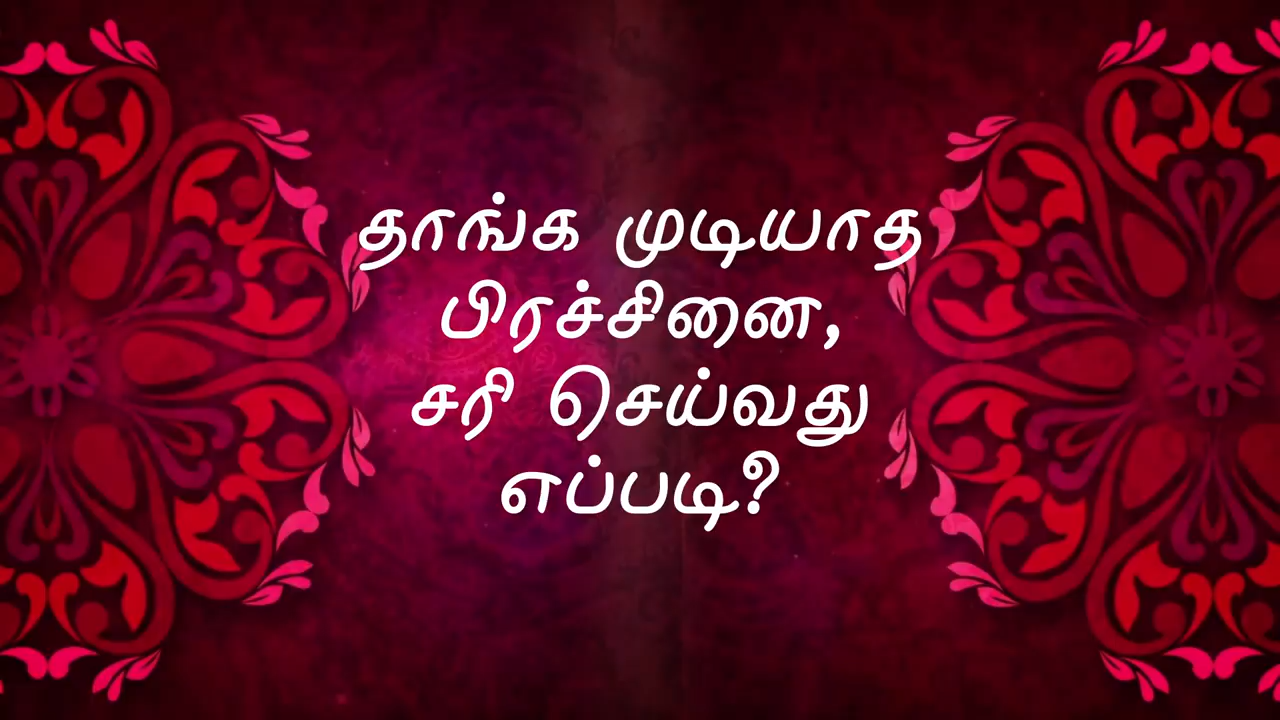 தாங்க முடியாத
பிரச்சினை,
சரி செய்வது
எப்படி?